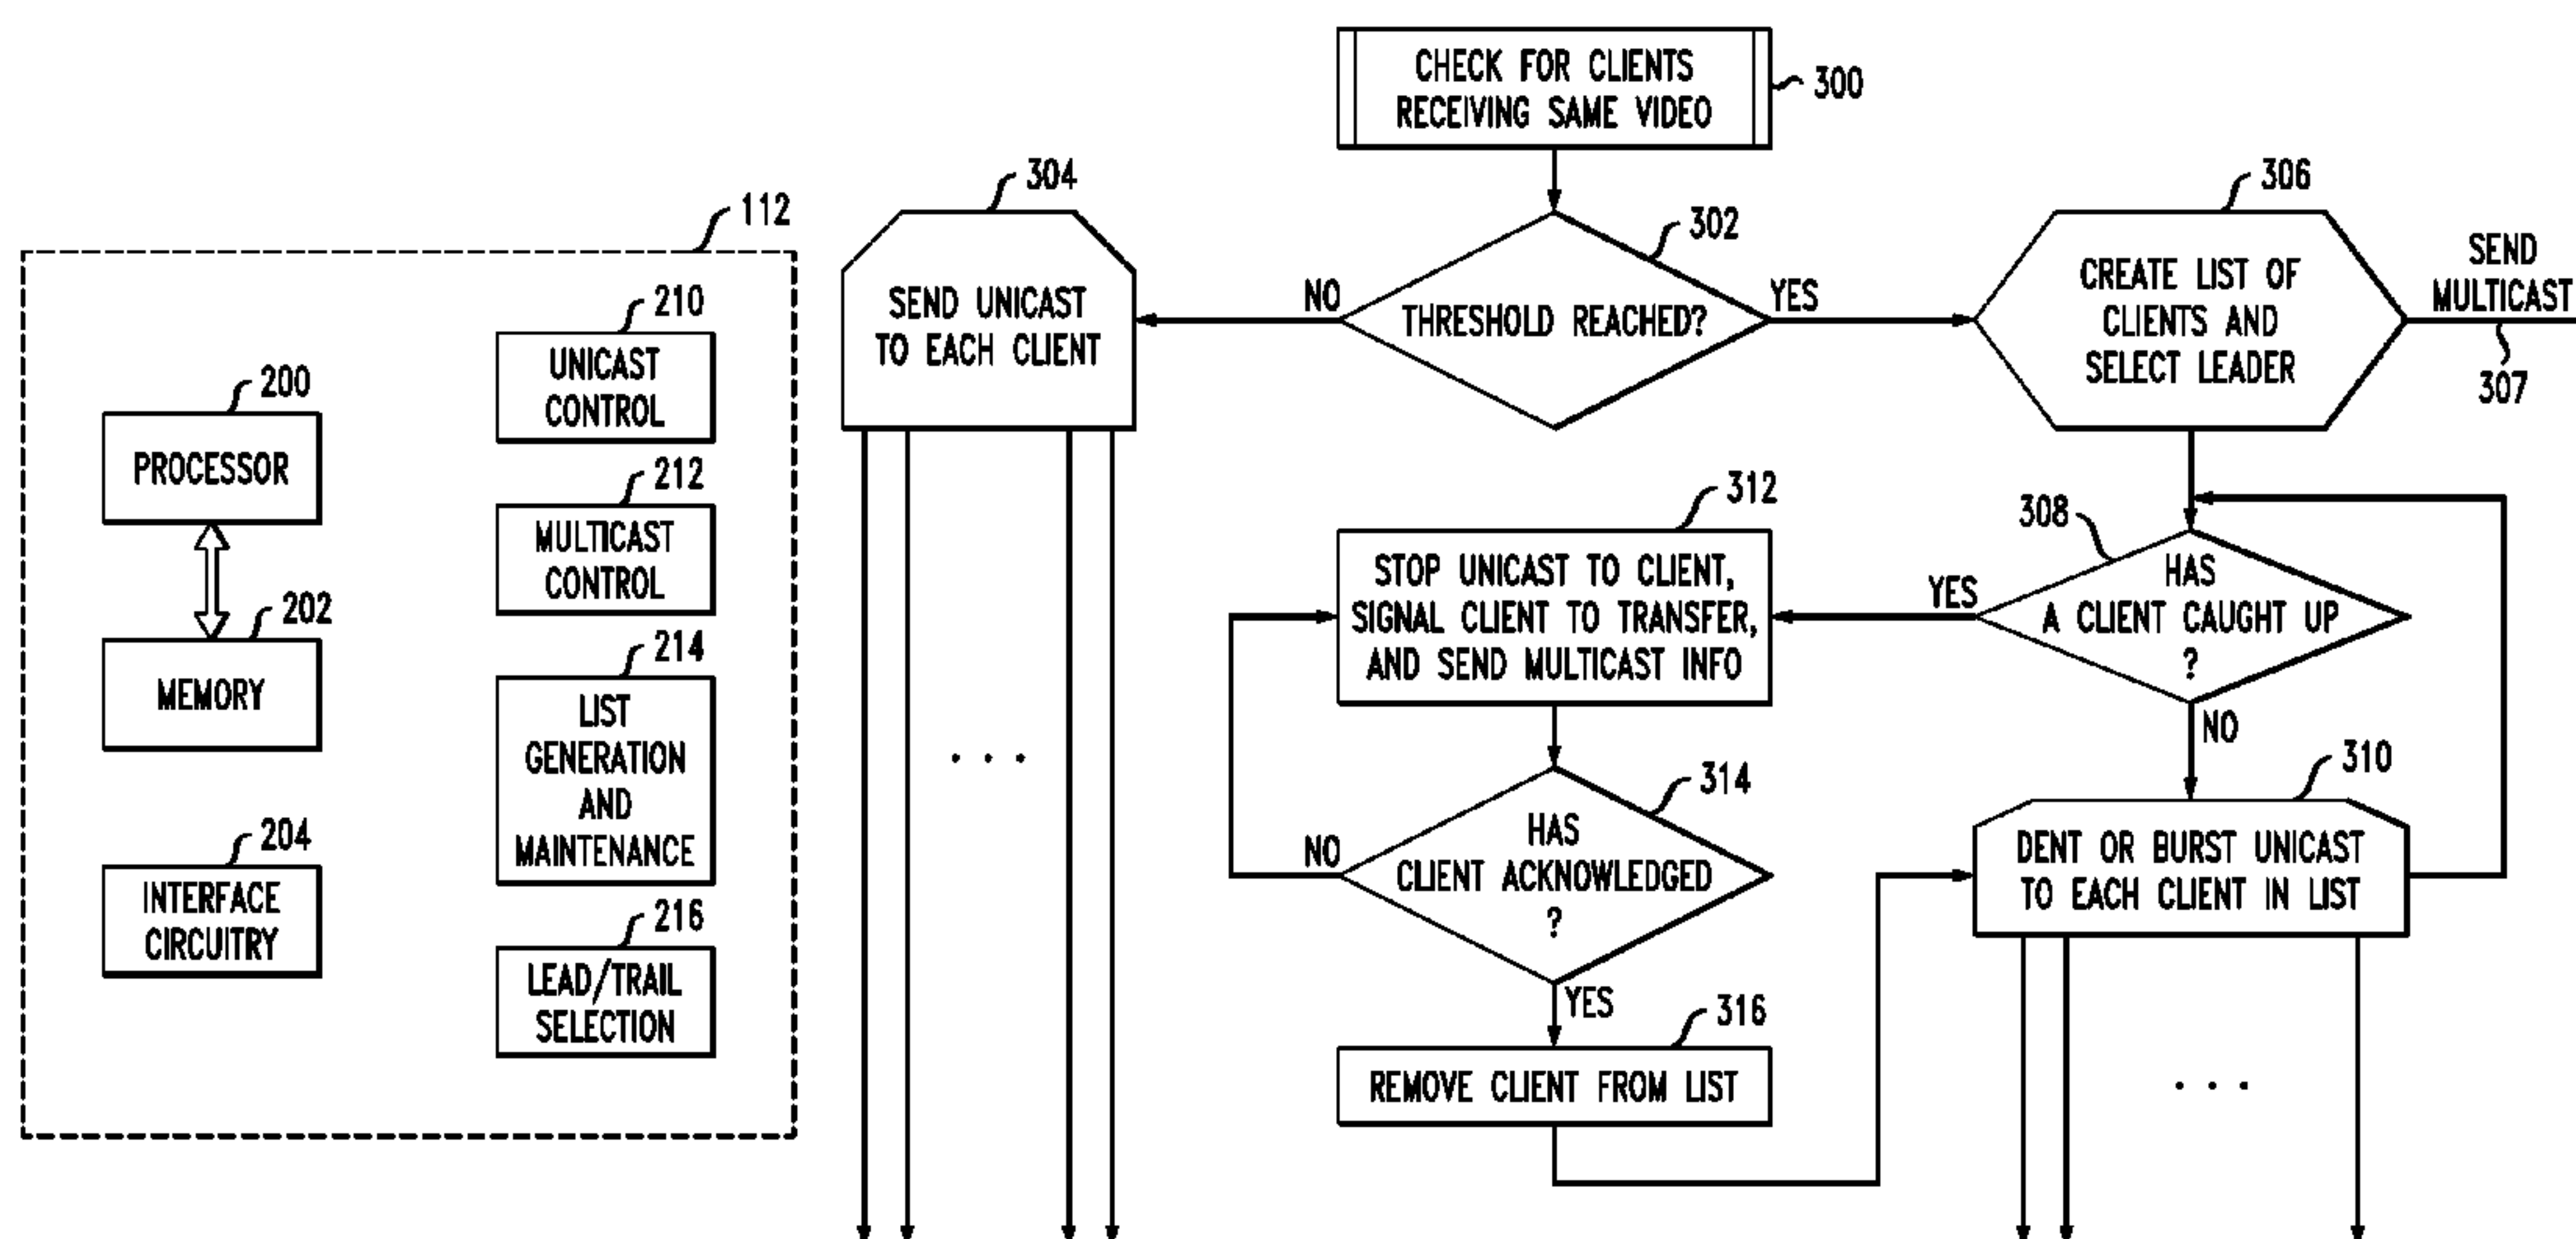 112
200
PROCESSOR
202
MEMORY
204
INTERFACE
CIRCUITRY
210
UNICAST
CONTROL
212
MULTICAST
CONTROL
214
LIST
GENERATION
AND
MAINTENANCE
216
LEAD/TRAIL
SELECTION
CHECK FOR CLIENTS
RECEIVING SAME VIDEO
300
302
THRESHOLD REACHED?
NO
YES
304
SEND UNICAST
TO EACH CLIENT
. . .
306
CREATE LIST OF
CLIENTS AND
SELECT LEADER
SEND
MULTICAST
307
308
HAS
A CLIENT CAUGHT UP
?
YES
NO
312
STOP UNICAST TO CLIENT,
SIGNAL CLIENT TO TRANSFER,
AND SEND MULTICAST INFO
314
HAS
CLIENT ACKNOWLEDGED
?
NO
YES
316
REMOVE CLIENT FROM LIST
310
DENT OR BURST UNICAST
TO EACH CLIENT IN LIST
. . .